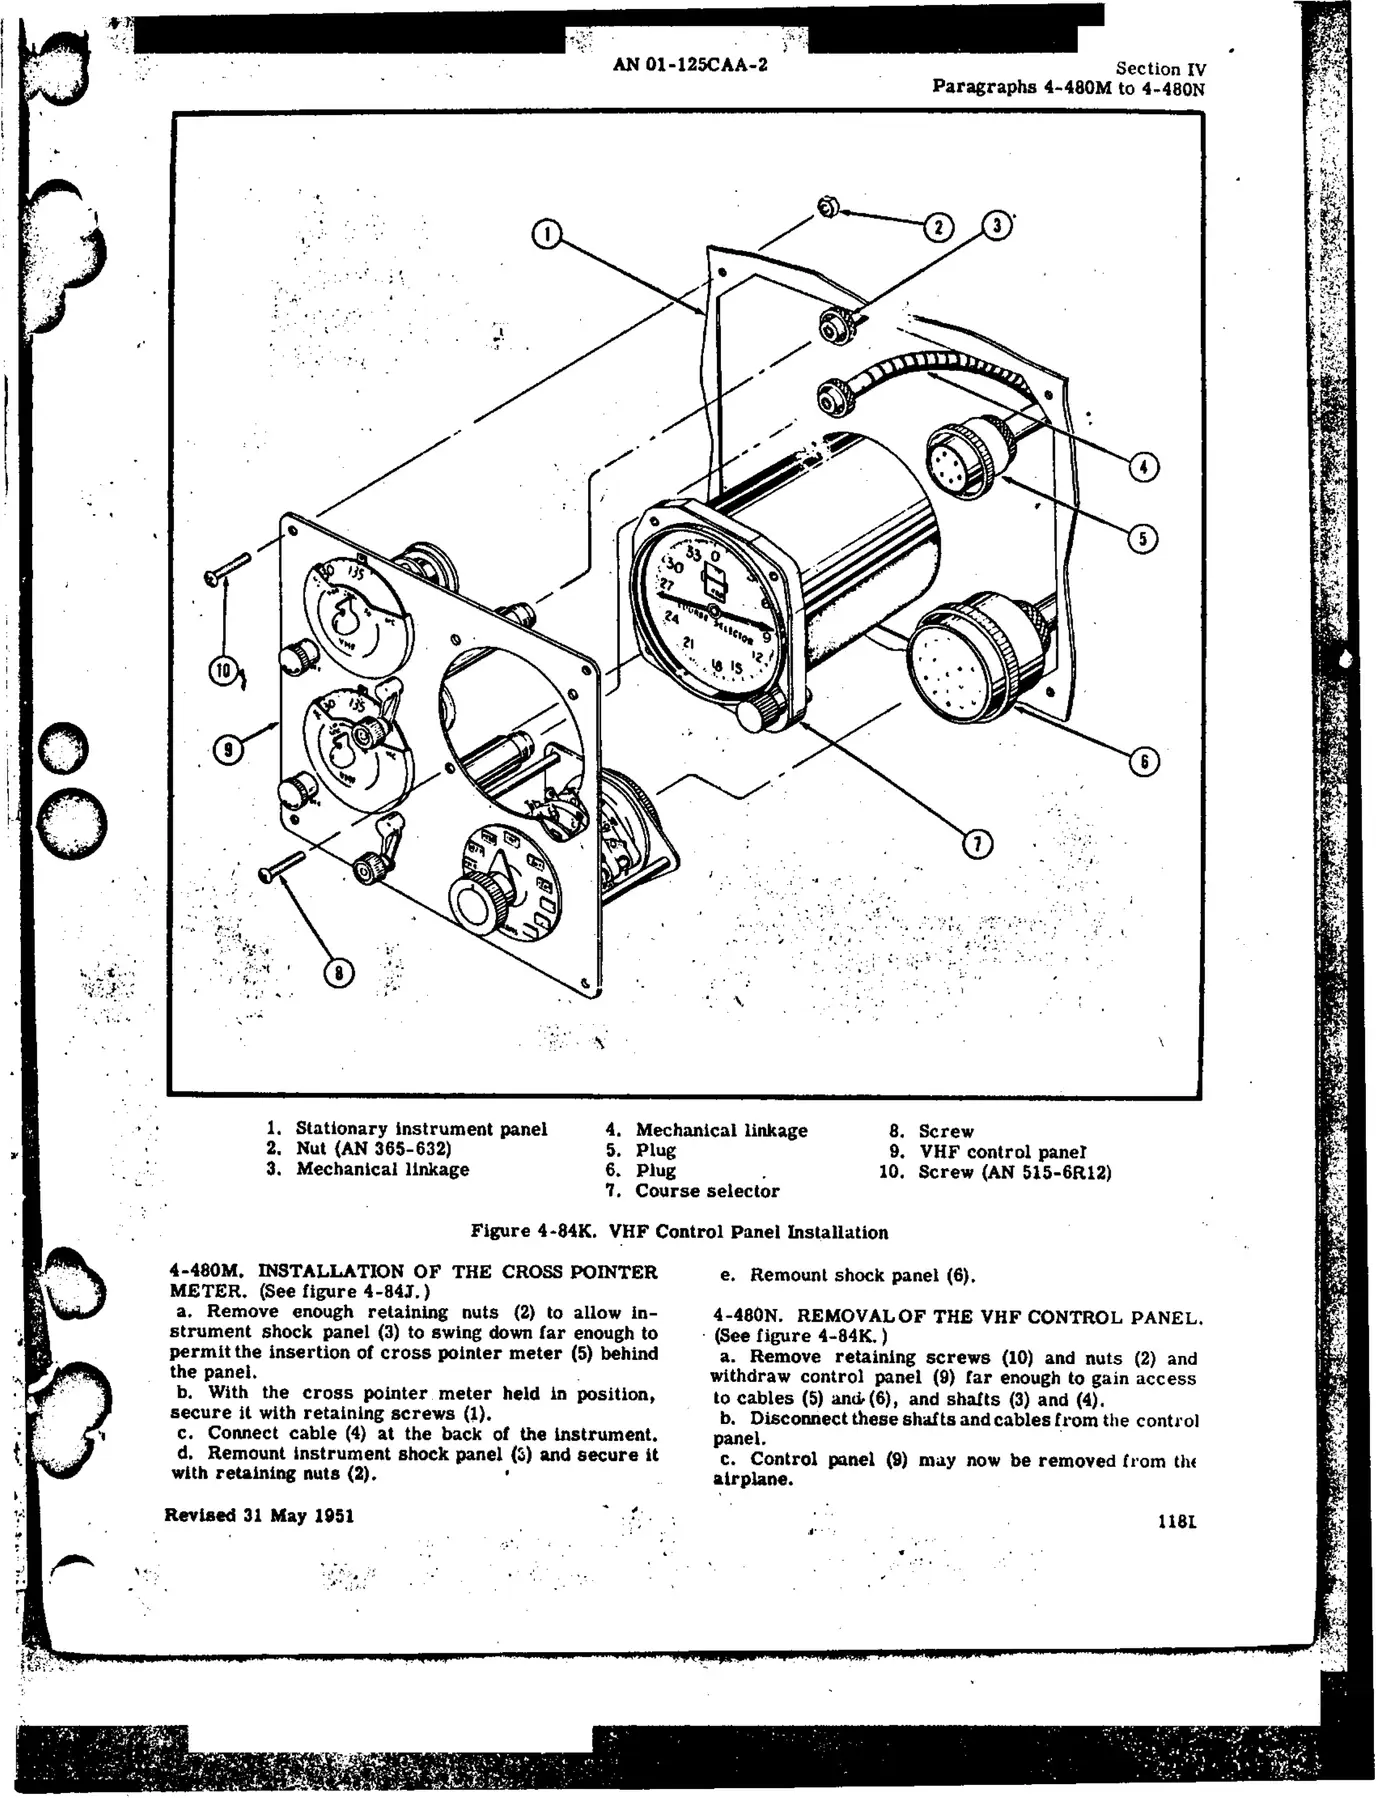 AN 01-125CAA-2
Section IV
Paragraphs 4-480M to 4-480N
1
2
3
4
5
6
7
8
9
10
33 0
30
27
24
21
18 15
12
9
COURSE SELECTOR
30 135
VHF
30 135
VHF
1. Stationary instrument panel
2. Nut (AN 365-632)
3. Mechanical linkage
4. Mechanical linkage
5. Plug
6. Plug
7. Course selector
8. Screw
9. VHF control panel
10. Screw (AN 515-6R12)
Figure 4-84K. VHF Control Panel Installation
4-480M. INSTALLATION OF THE CROSS POINTER
METER. (See figure 4-84J.)
a. Remove enough retaining nuts (2) to allow in-
strument shock panel (3) to swing down far enough to
permit the insertion of cross pointer meter (5) behind
the panel.
b. With the cross pointer meter held in position,
secure it with retaining screws (1).
c. Connect cable (4) at the back of the instrument.
d. Remount instrument shock panel (3) and secure it
with retaining nuts (2).
e. Remount shock panel (6).
4-480N. REMOVAL OF THE VHF CONTROL PANEL.
(See figure 4-84K.)
a. Remove retaining screws (10) and nuts (2) and
withdraw control panel (9) far enough to gain access
to cables (5) and (6), and shafts (3) and (4).
b. Disconnect these shafts and cables from the control
panel.
c. Control panel (9) may now be removed from the
airplane.
Revised 31 May 1951
118L